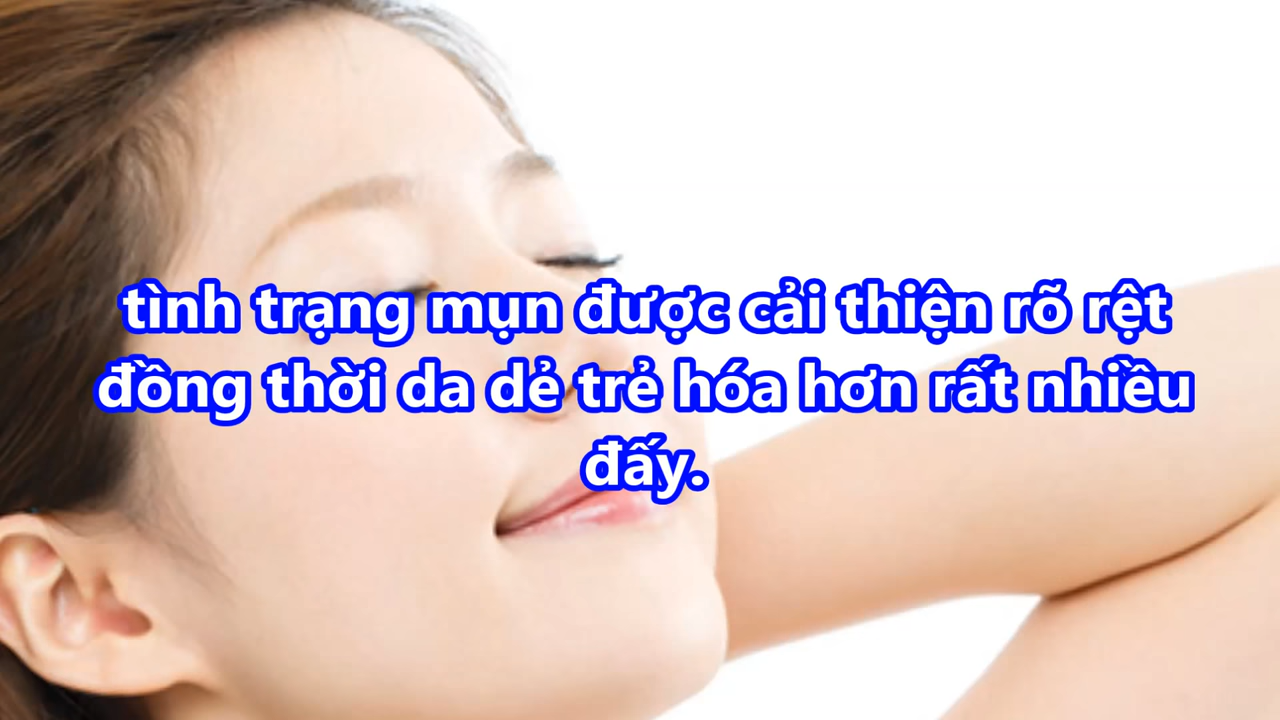 tình trạng mụn được cải thiện rõ rệt
đồng thời da dẻ trẻ hóa hơn rất nhiều
đấy.